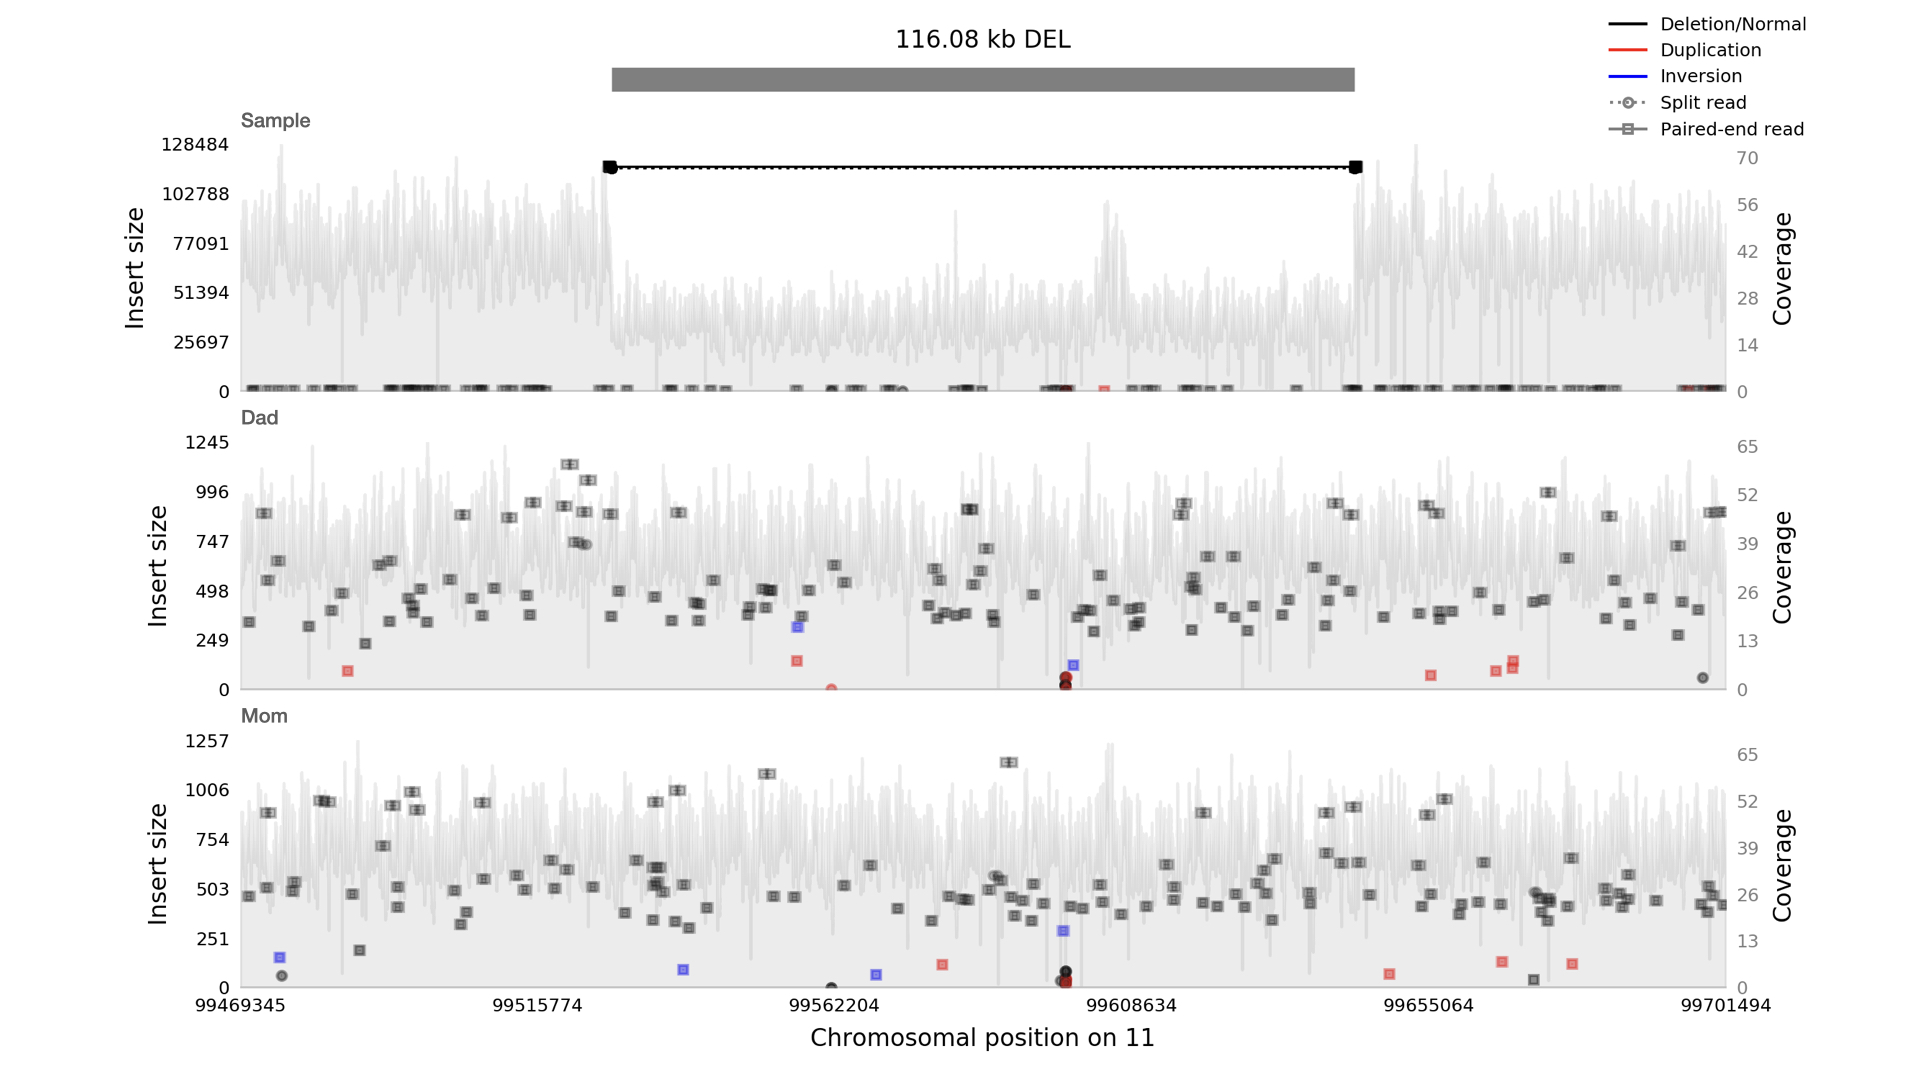 116.08 kb DEL
Deletion/Normal
Duplication
Inversion
Split read
Paired-end read
Sample
128484
102788
77091
51394
25697
0
Insert size
70
56
42
28
14
0
Coverage
Dad
1245
996
747
498
249
0
Insert size
65
52
39
26
13
0
Coverage
Mom
1257
1006
754
503
251
0
Insert size
65
52
39
26
13
0
Coverage
99469345 99515774 99562204 99608634 99655064 99701494
Chromosomal position on 11